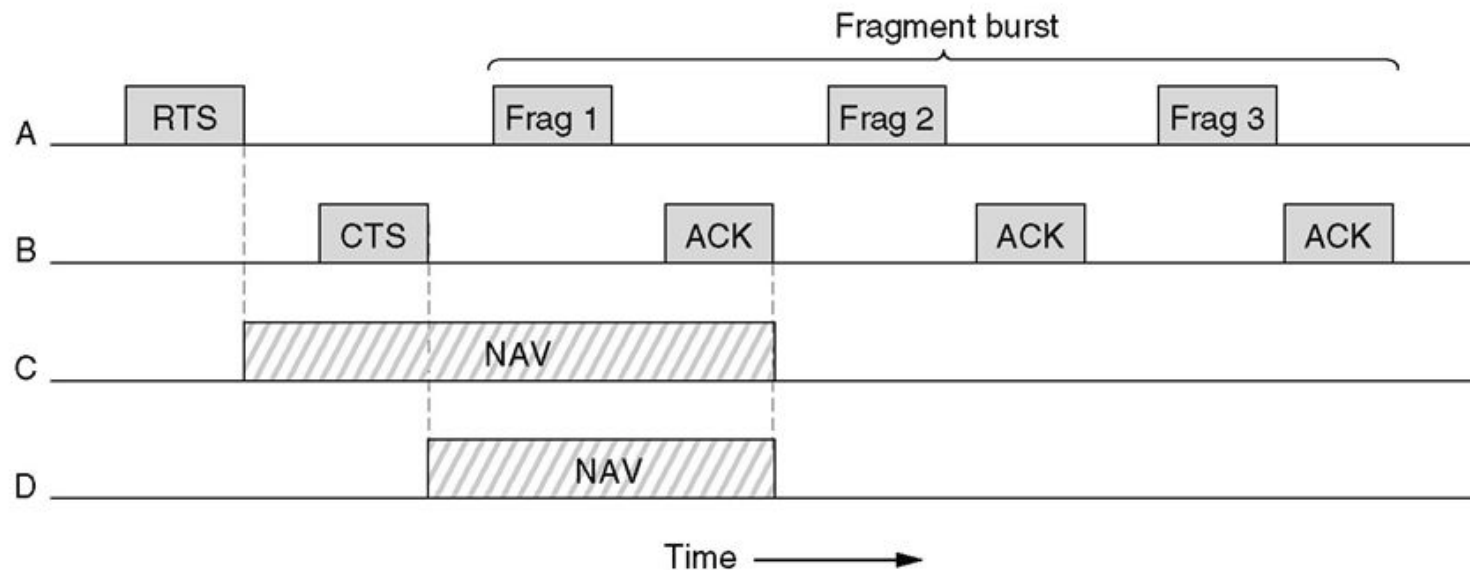 Fragment burst
A RTS Frag 1 Frag 2 Frag 3
B CTS ACK ACK ACK
C NAV
D NAV
Time